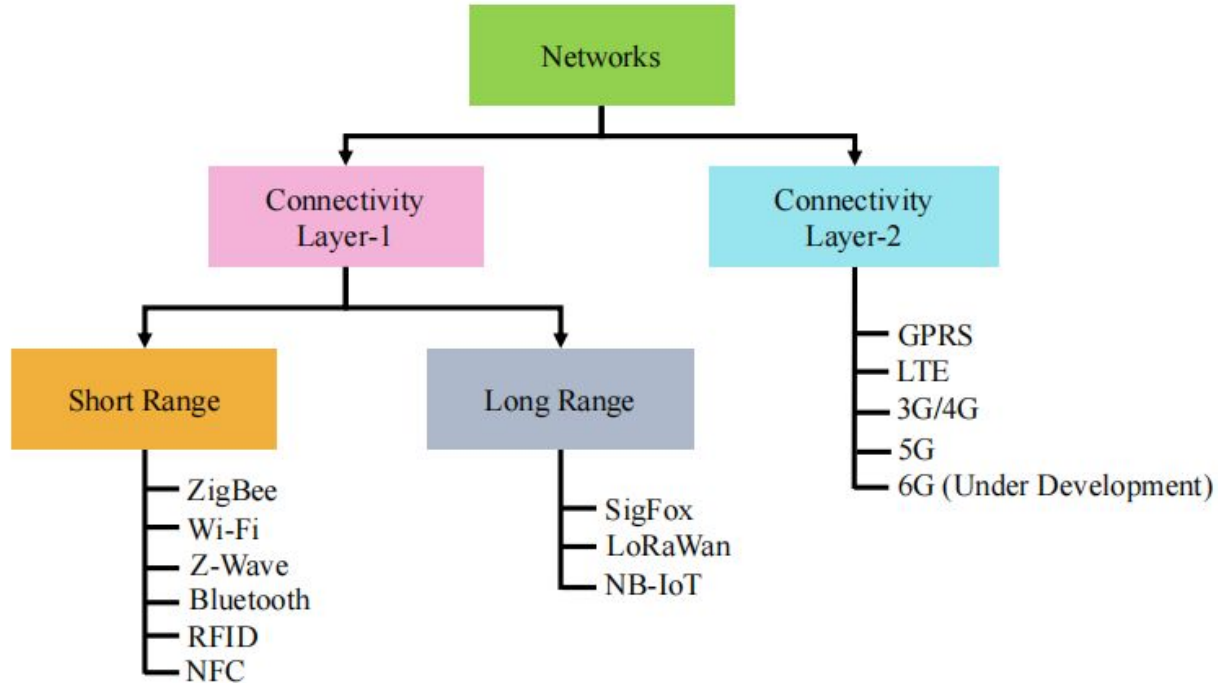 Networks
Connectivity
Layer-1
Connectivity
Layer-2
Short Range
Long Range
GPRS
LTE
3G/4G
5G
6G (Under Development)
ZigBee
Wi-Fi
Z-Wave
Bluetooth
RFID
NFC
SigFox
LoRaWan
NB-IoT